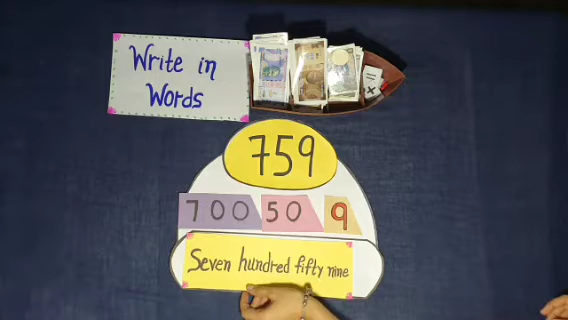 Write in
Words
=
×
759
700 50 9
Seven hundred fifty nine